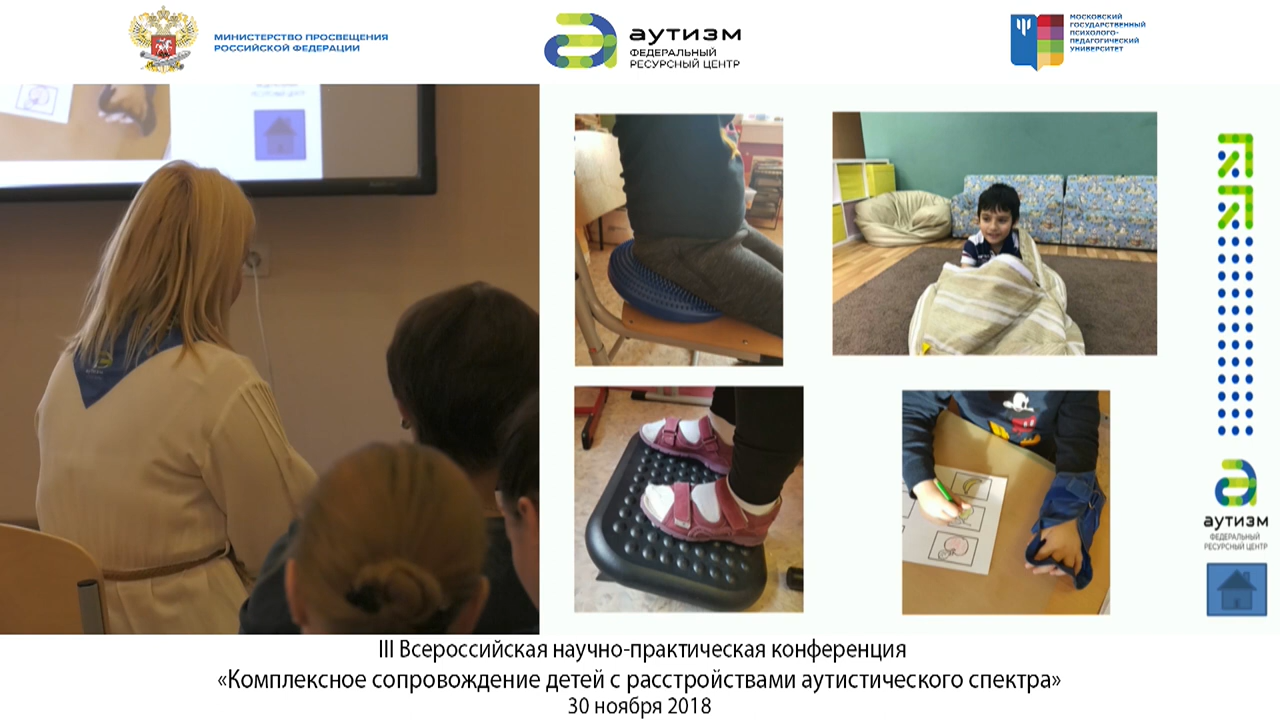 МИНИСТЕРСТВО ПРОСВЕЩЕНИЯ
РОССИЙСКОЙ ФЕДЕРАЦИИ
аутизм
ФЕДЕРАЛЬНЫЙ
РЕСУРСНЫЙ ЦЕНТР
МОСКОВСКИЙ
ГОСУДАРСТВЕННЫЙ
ПСИХОЛОГО-
ПЕДАГОГИЧЕСКИЙ
УНИВЕРСИТЕТ
аутизм
ФЕДЕРАЛЬНЫЙ
РЕСУРСНЫЙ ЦЕНТР
III Всероссийская научно-практическая конференция
«Комплексное сопровождение детей с расстройствами аутистического спектра»
30 ноября 2018